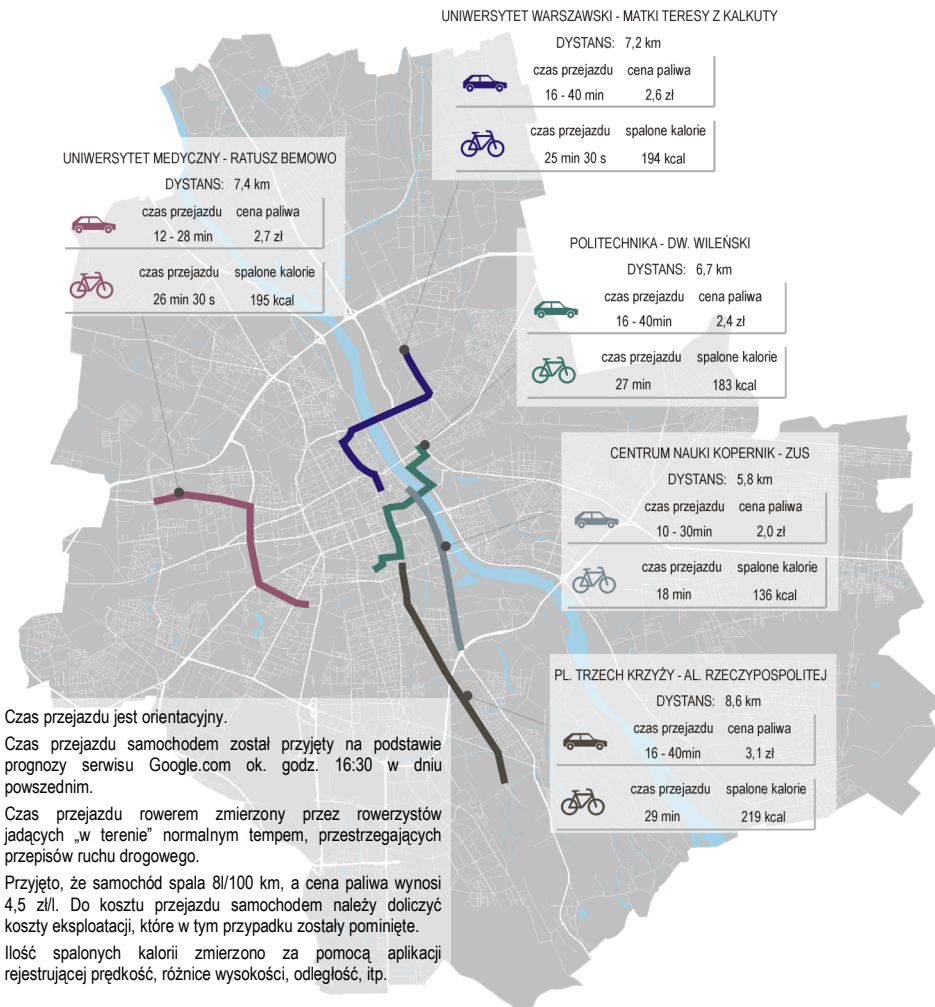 UNIWERSYTET WARSZAWSKI - MATKI TERESY Z KALKUTY
DYSTANS: 7,2 km
czas przejazdu cena paliwa
16 - 40 min 2,6 zł
czas przejazdu spalone kalorie
25 min 30 s 194 kcal
UNIWERSYTET MEDYCZNY - RATUSZ BEMOWO
DYSTANS: 7,4 km
czas przejazdu cena paliwa
12 - 28 min 2,7 zł
czas przejazdu spalone kalorie
26 min 30 s 195 kcal
POLITECHNIKA - DW. WILEŃSKI
DYSTANS: 6,7 km
czas przejazdu cena paliwa
16 - 40min 2,4 zł
czas przejazdu spalone kalorie
27 min 183 kcal
CENTRUM NAUKI KOPERNIK - ZUS
DYSTANS: 5,8 km
czas przejazdu cena paliwa
10 - 30min 2,0 zł
czas przejazdu spalone kalorie
18 min 136 kcal
PL. TRZECH KRZYŻY - AL. RZECZYPOSPOLITEJ
DYSTANS: 8,6 km
czas przejazdu cena paliwa
16 - 40min 3,1 zł
czas przejazdu spalone kalorie
29 min 219 kcal
Czas przejazdu jest orientacyjny.
Czas przejazdu samochodem został przyjęty na podstawie
prognozy serwisu Google.com ok. godz. 16:30 w dniu
powszednim.
Czas przejazdu rowerem zmierzony przez rowerzystów
jadących „w terenie” normalnym tempem, przestrzegających
przepisów ruchu drogowego.
Przyjęto, że samochód spala 8l/100 km, a cena paliwa wynosi
4,5 zł/l. Do kosztu przejazdu samochodem należy doliczyć
koszty eksploatacji, które w tym przypadku zostały pominięte.
Ilość spalonych kalorii zmierzono za pomocą aplikacji
rejestrującej prędkość, różnice wysokości, odległość, itp.